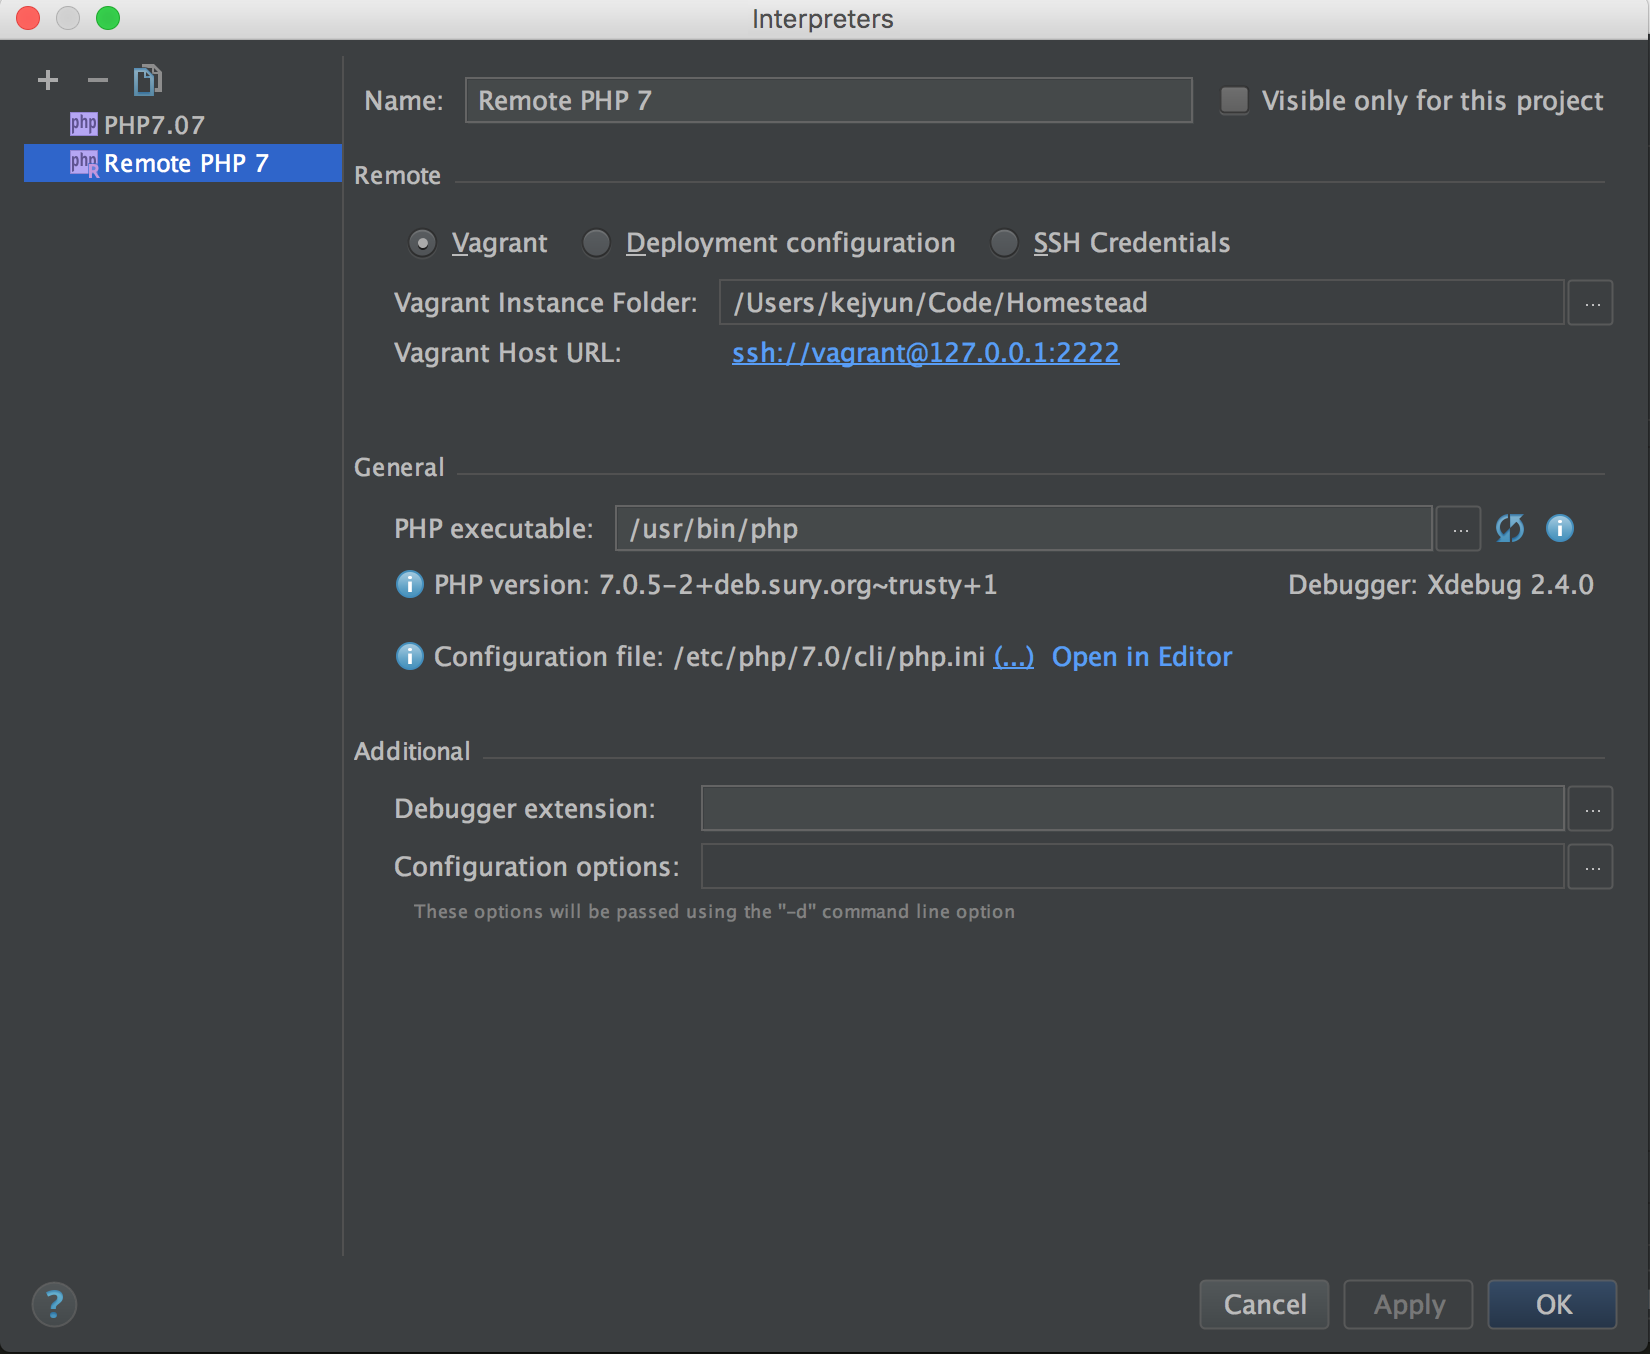 Interpreters
php PHP7.07
php R Remote PHP 7
Name: Remote PHP 7 Visible only for this project
Remote
Vagrant Deployment configuration SSH Credentials
Vagrant Instance Folder: /Users/kejyun/Code/Homestead ...
Vagrant Host URL: ssh://vagrant@127.0.0.1:2222
General
PHP executable: /usr/bin/php ...
PHP version: 7.0.5-2+deb.sury.org~trusty+1 Debugger: Xdebug 2.4.0
Configuration file: /etc/php/7.0/cli/php.ini (...) Open in Editor
Additional
Debugger extension: ...
Configuration options: ...
These options will be passed using the "-d" command line option
? Cancel Apply OK